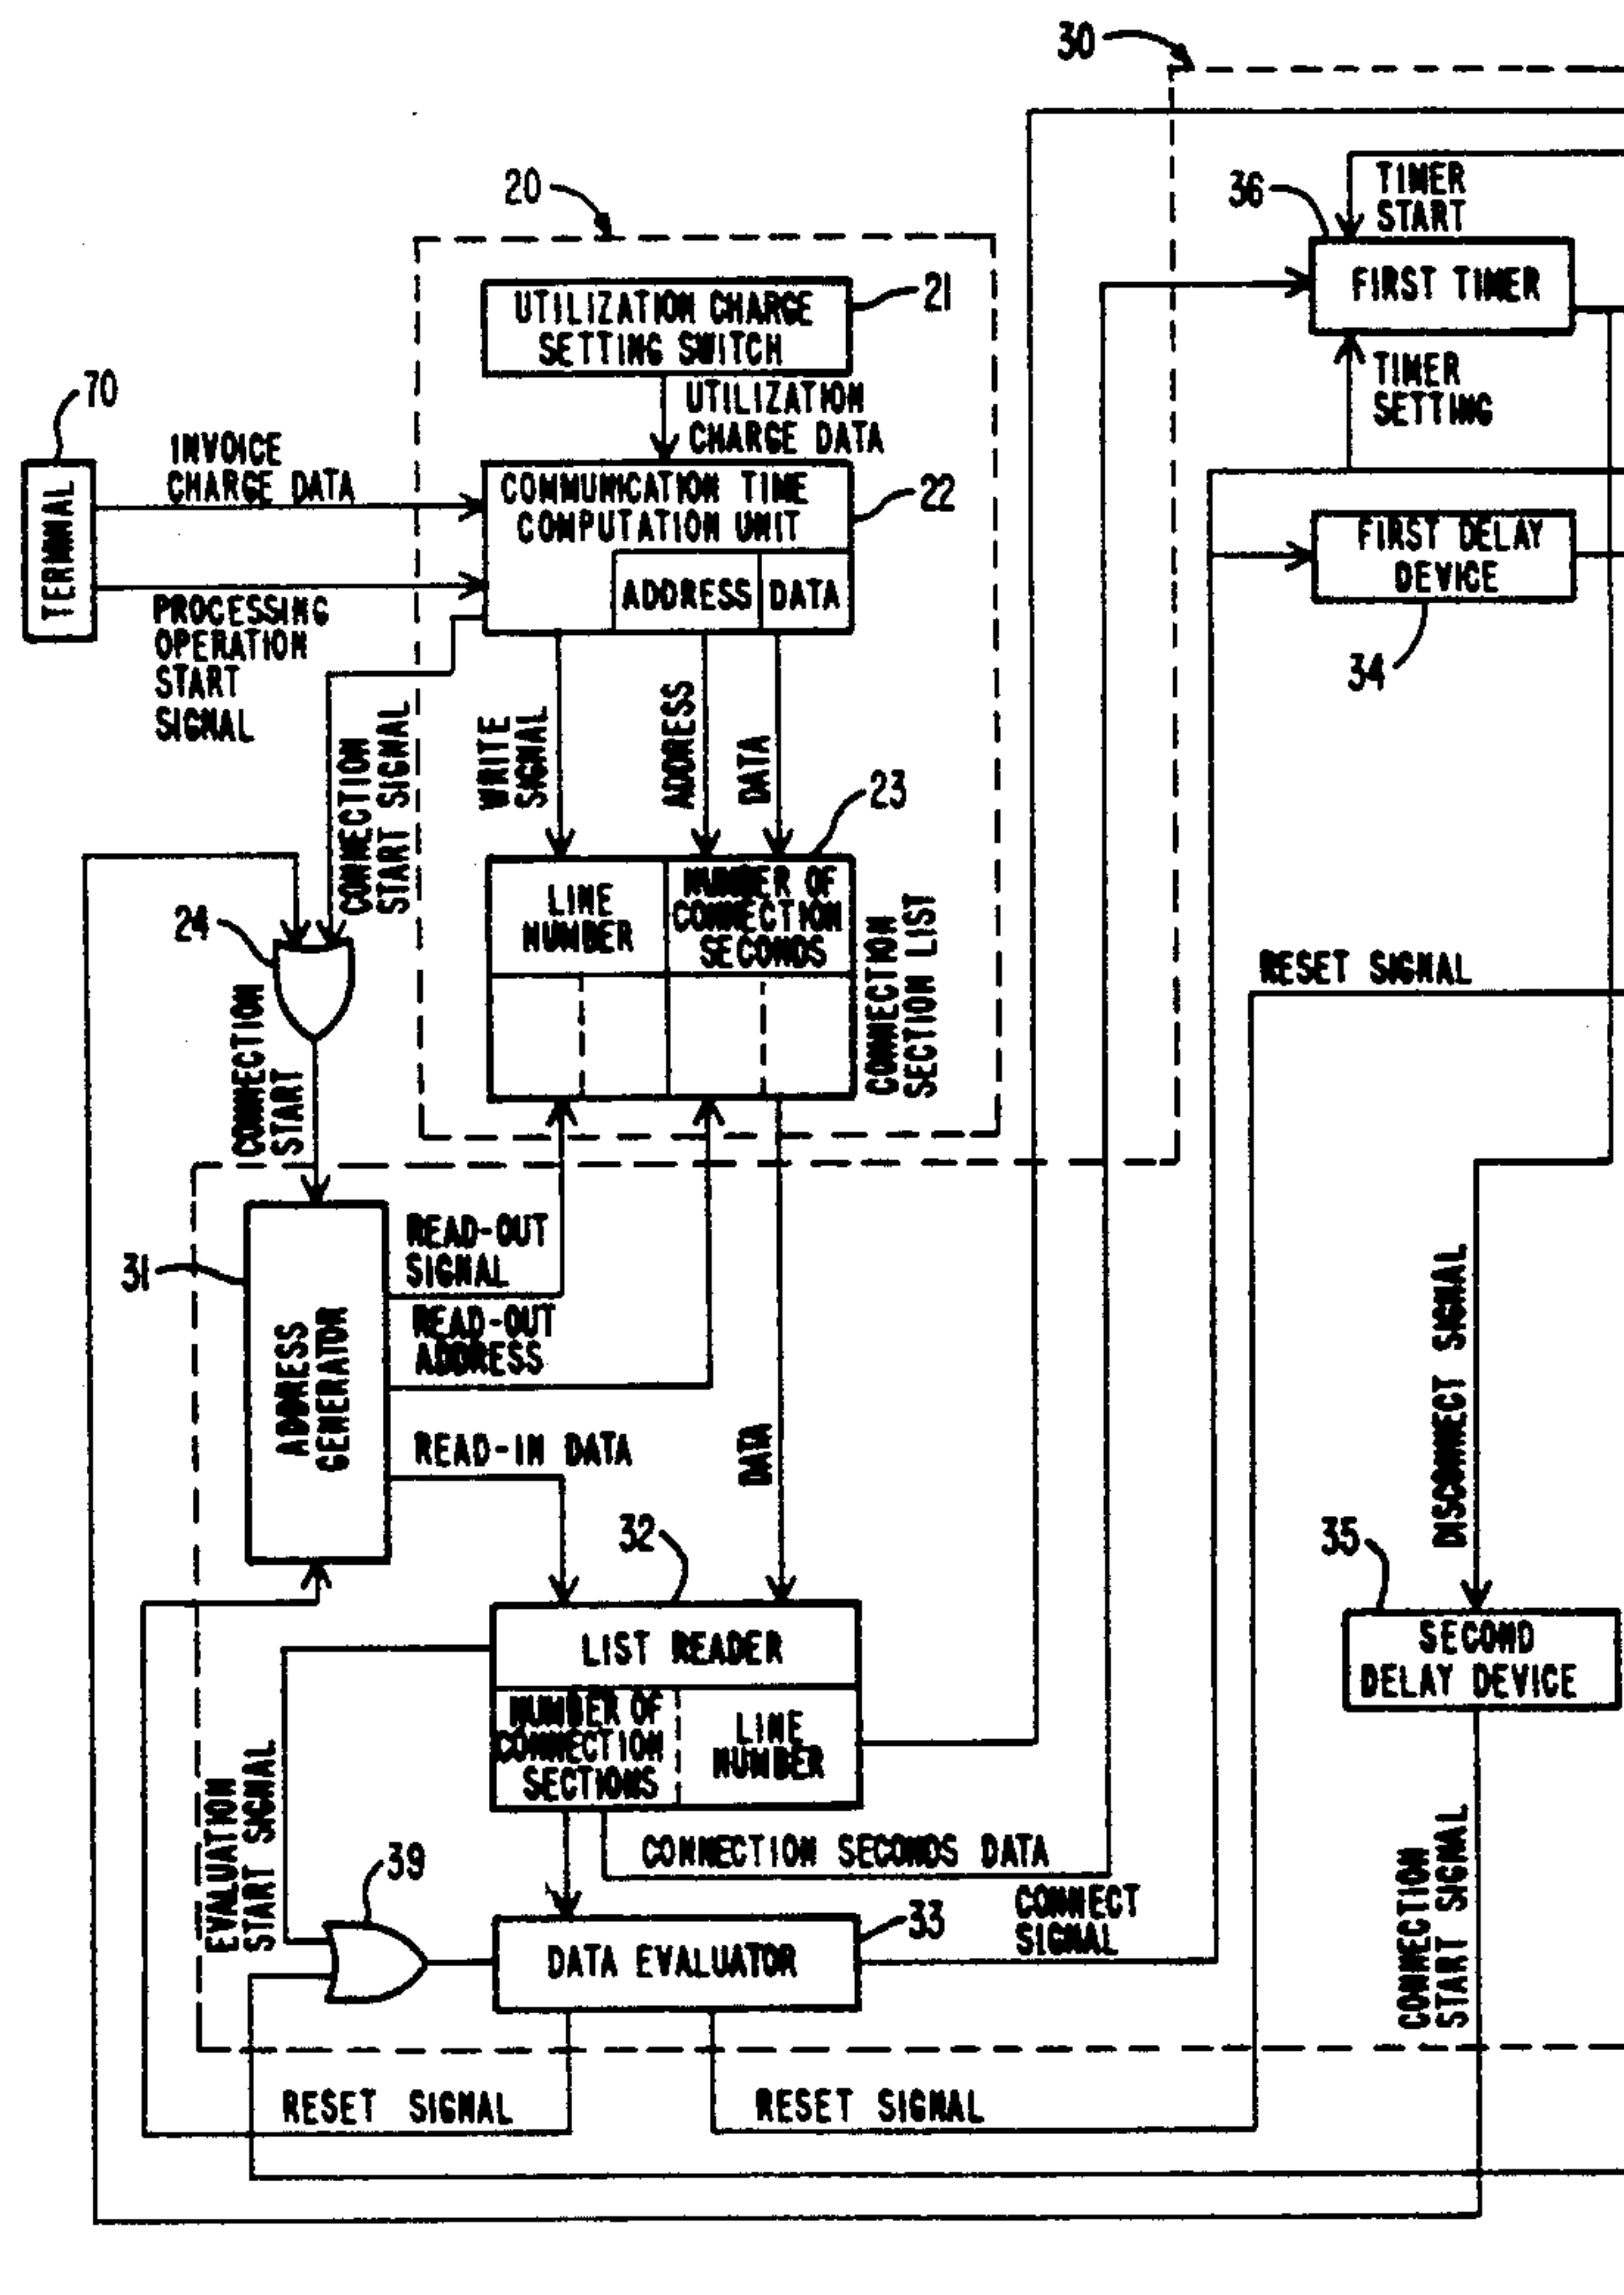 30
20
36
TIMER
START
FIRST TIMER
TIMER
SETTING
21
UTILIZATION CHARGE
SETTING SWITCH
UTILIZATION
CHARGE DATA
70
TERMINAL
INVOICE
CHARGE DATA
PROCESSING
OPERATION
START
SIGNAL
COMMUNICATION TIME
COMPUTATION UNIT
22
ADDRESS
DATA
FIRST DELAY
DEVICE
34
CONNECTION
START SIGNAL
WRITE
SIGNAL
ADDRESS
DATA
23
LINE
NUMBER
NUMBER OF
CONNECTION
SECONDS
CONNECTION
SECTION LIST
24
CONNECTION
START
RESET SIGNAL
31
ADDRESS
GENERATOR
READ-OUT
SIGNAL
READ-OUT
ADDRESS
READ-IN DATA
DATA
DISCONNECT SIGNAL
32
LIST READER
NUMBER OF
CONNECTION
SECTIONS
LINE
NUMBER
35
SECOND
DELAY DEVICE
EVALUATION
START SIGNAL
39
CONNECTION SECONDS DATA
33
DATA EVALUATOR
CONNECT
SIGNAL
CONNECTION
START SIGNAL
RESET SIGNAL
RESET SIGNAL